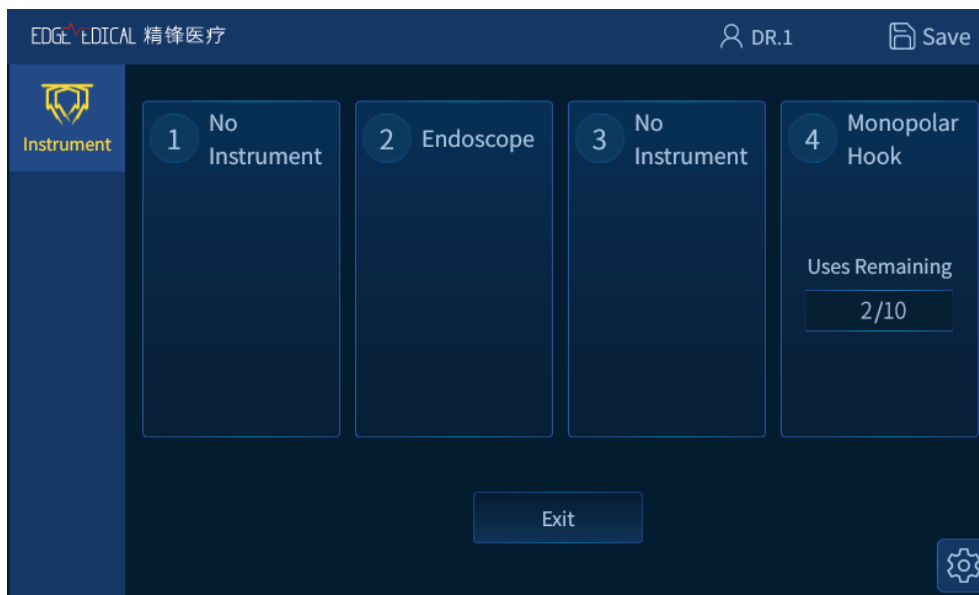 EDGE MEDICAL 精锋医疗
DR.1
Save
Instrument
1
No
Instrument
2
Endoscope
3
No
Instrument
4
Monopolar
Hook
Uses Remaining
2/10
Exit